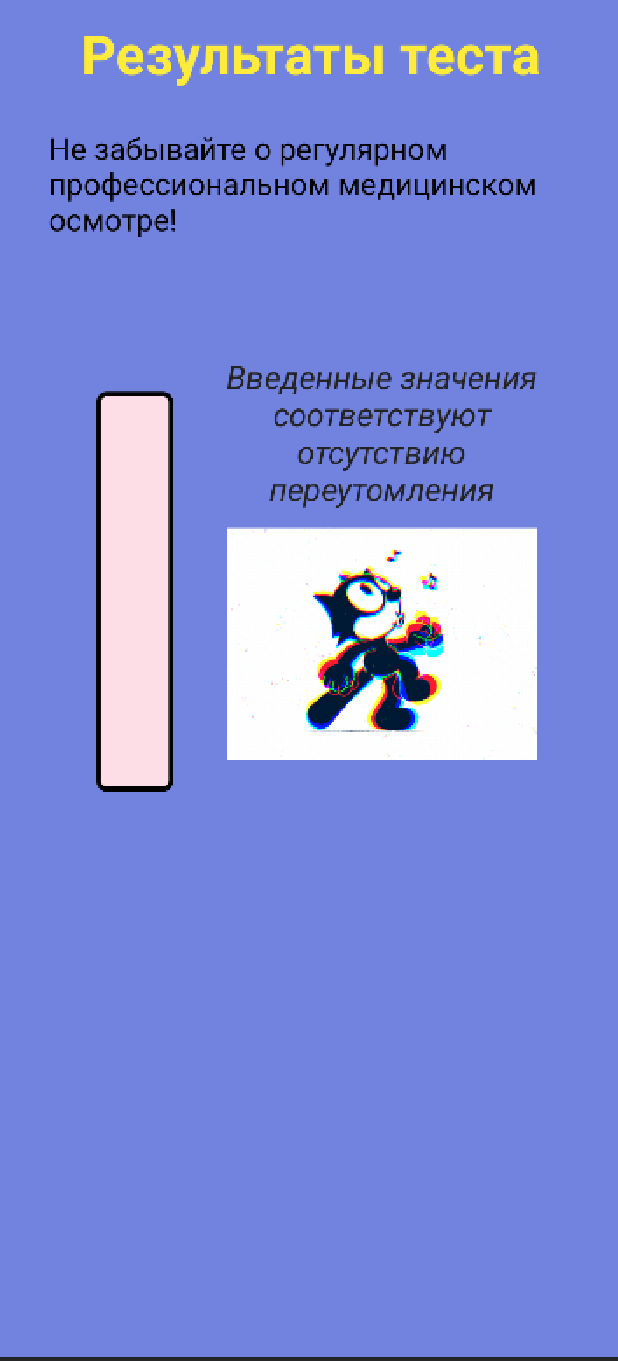 Результаты теста
Не забывайте о регулярном
профессиональном медицинском
осмотре!
Введенные значения
соответствуют
отсутствию
переутомления